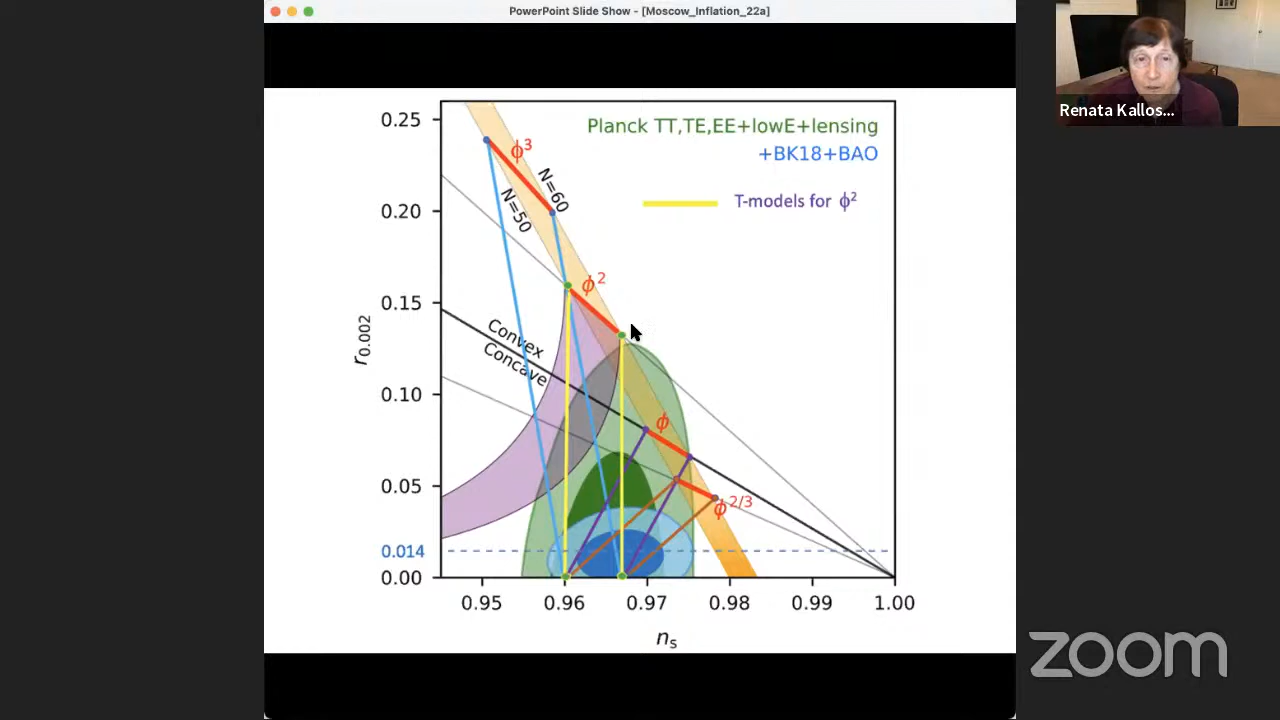 PowerPoint Slide Show - [Moscow_Inflation_22a]
Renata Kallos...
Planck TT,TE,EE+lowE+lensing
+BK18+BAO
T-models for ϕ²
0.25
0.20
0.15
0.10
0.05
0.014
0.00
r0.002
ϕ³
N=60
N=50
ϕ²
Convex
Concave
ϕ
ϕ2/3
0.95
0.96
0.97
0.98
0.99
1.00
ns
zoom